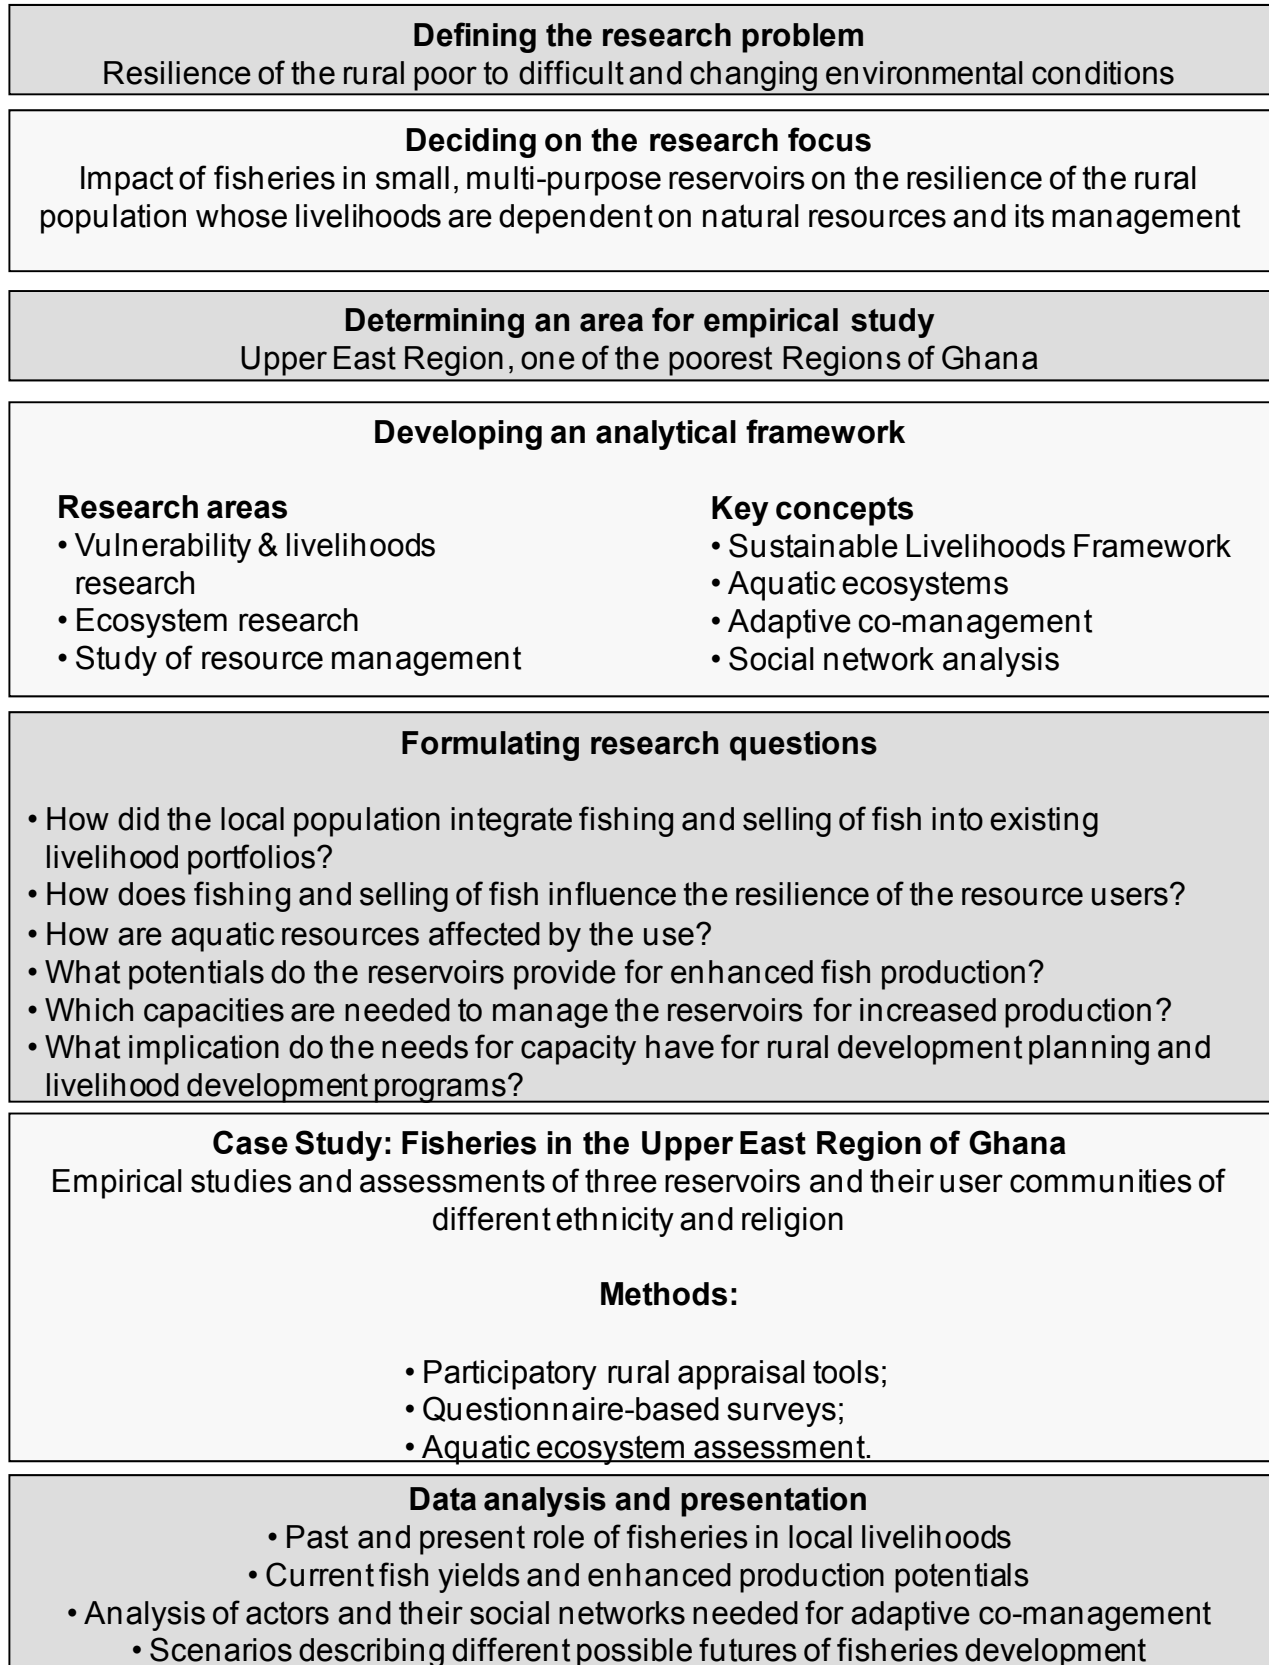 Defining the research problem
Resilience of the rural poor to difficult and changing environmental conditions
Deciding on the research focus
Impact of fisheries in small, multi-purpose reservoirs on the resilience of the rural
population whose livelihoods are dependent on natural resources and its management
Determining an area for empirical study
Upper East Region, one of the poorest Regions of Ghana
Developing an analytical framework
Research areas
• Vulnerability & livelihoods
research
• Ecosystem research
• Study of resource management
Key concepts
• Sustainable Livelihoods Framework
• Aquatic ecosystems
• Adaptive co-management
• Social network analysis
Formulating research questions
• How did the local population integrate fishing and selling of fish into existing
livelihood portfolios?
• How does fishing and selling of fish influence the resilience of the resource users?
• How are aquatic resources affected by the use?
• What potentials do the reservoirs provide for enhanced fish production?
• Which capacities are needed to manage the reservoirs for increased production?
• What implication do the needs for capacity have for rural development planning and
livelihood development programs?
Case Study: Fisheries in the Upper East Region of Ghana
Empirical studies and assessments of three reservoirs and their user communities of
different ethnicity and religion
Methods:
• Participatory rural appraisal tools;
• Questionnaire-based surveys;
• Aquatic ecosystem assessment.
Data analysis and presentation
• Past and present role of fisheries in local livelihoods
• Current fish yields and enhanced production potentials
• Analysis of actors and their social networks needed for adaptive co-management
• Scenarios describing different possible futures of fisheries development